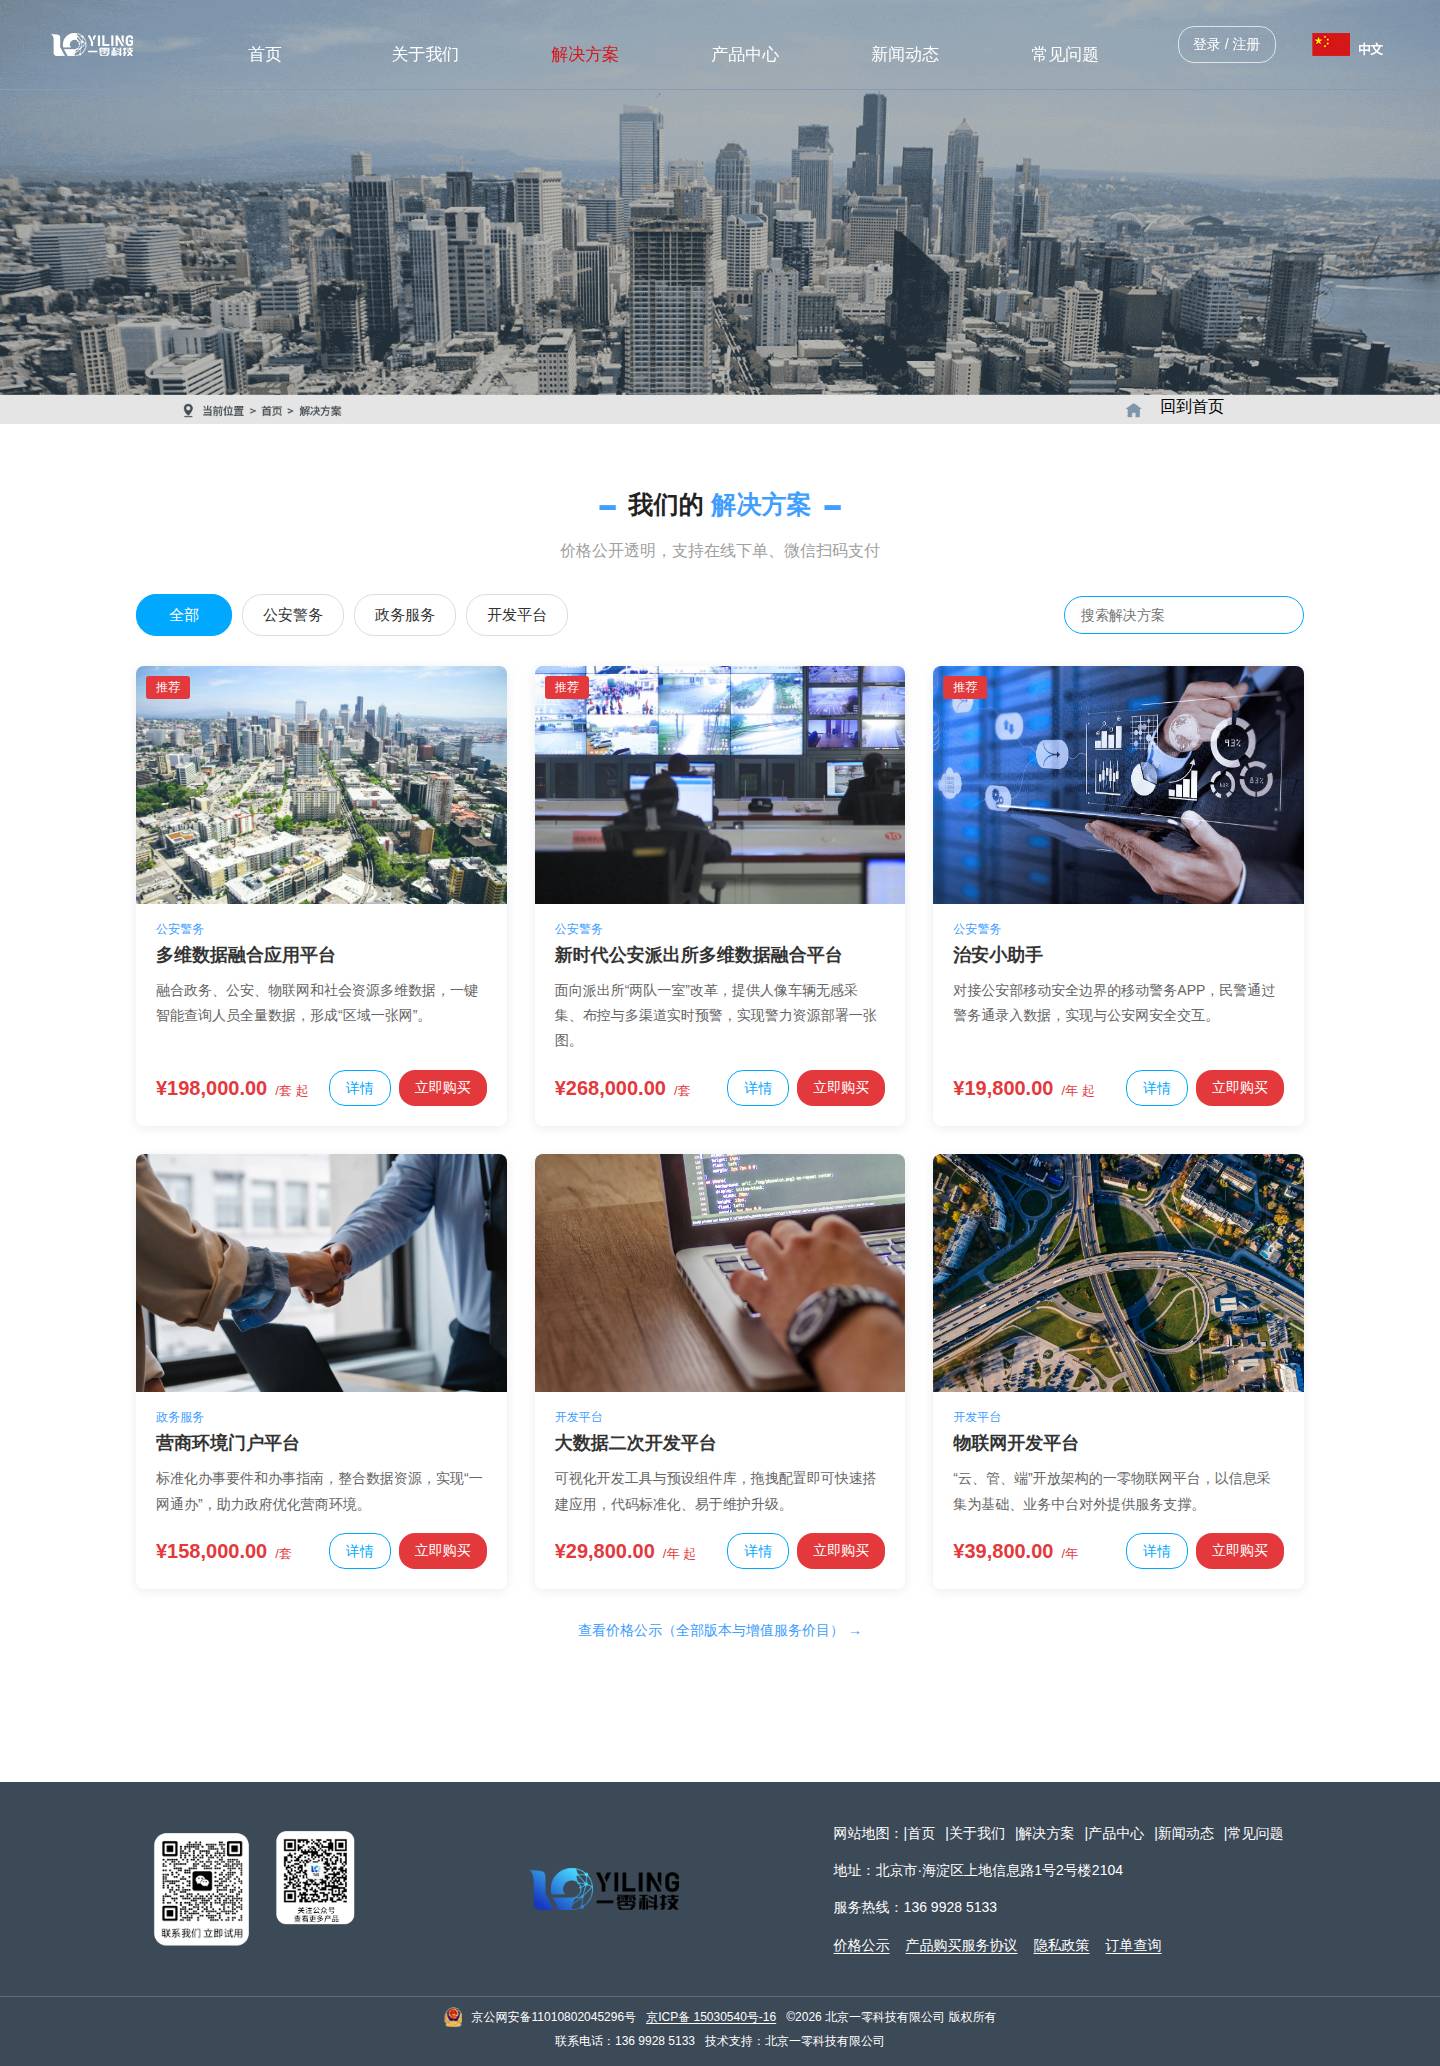 YILING
一零科技
首页
关于我们
解决方案
产品中心
新闻动态
常见问题
登录 / 注册
中文
当前位置 > 首页 > 解决方案
回到首页
我们的 解决方案
价格公开透明，支持在线下单、微信扫码支付
全部
公安警务
政务服务
开发平台
搜索解决方案
推荐
推荐
推荐
公安警务
多维数据融合应用平台
融合政务、公安、物联网和社会资源多维数据，一键
智能查询人员全量数据，形成“区域一张网”。
¥198,000.00 /套 起
详情
立即购买
公安警务
新时代公安派出所多维数据融合平台
面向派出所“两队一室”改革，提供人像车辆无感采
集、布控与多渠道实时预警，实现警力资源部署一张
图。
¥268,000.00 /套
详情
立即购买
93%
83%
公安警务
治安小助手
对接公安部移动安全边界的移动警务APP，民警通过
警务通录入数据，实现与公安网安全交互。
¥19,800.00 /年 起
详情
立即购买
政务服务
营商环境门户平台
标准化办事要件和办事指南，整合数据资源，实现“一
网通办”，助力政府优化营商环境。
¥158,000.00 /套
详情
立即购买
开发平台
大数据二次开发平台
可视化开发工具与预设组件库，拖拽配置即可快速搭
建应用，代码标准化、易于维护升级。
¥29,800.00 /年 起
详情
立即购买
开发平台
物联网开发平台
“云、管、端”开放架构的一零物联网平台，以信息采
集为基础、业务中台对外提供服务支撑。
¥39,800.00 /年
详情
立即购买
查看价格公示（全部版本与增值服务价目） →
联系我们 立即试用
关注公众号
查看更多产品
YILING
一零科技
网站地图：|首页 |关于我们 |解决方案 |产品中心 |新闻动态 |常见问题
地址：北京市·海淀区上地信息路1号2号楼2104
服务热线：136 9928 5133
价格公示 产品购买服务协议 隐私政策 订单查询
京公网安备11010802045296号 京ICP备 15030540号-16 ©2026 北京一零科技有限公司 版权所有
联系电话：136 9928 5133 技术支持：北京一零科技有限公司